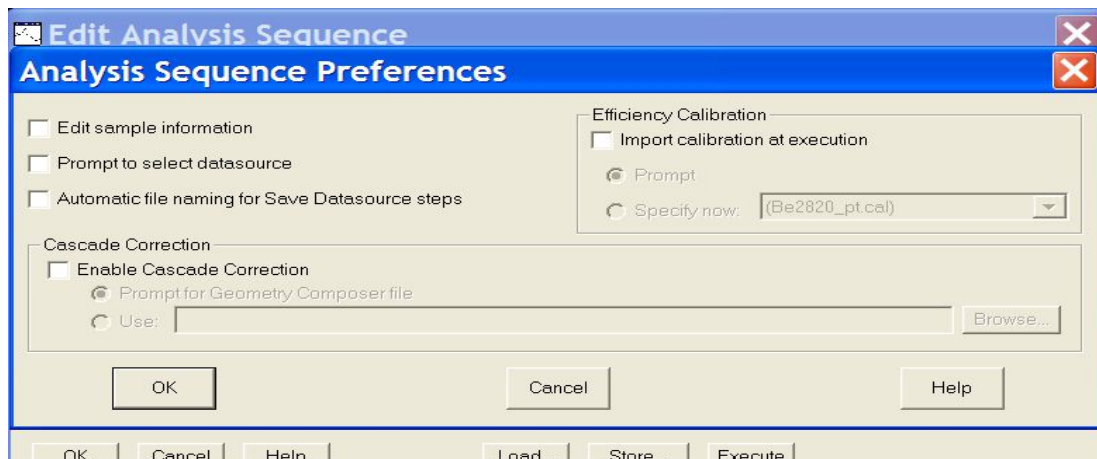 Edit Analysis Sequence
Analysis Sequence Preferences
Edit sample information
Prompt to select datasource
Automatic file naming for Save Datasource steps
Efficiency Calibration
Import calibration at execution
Prompt
Specify now: (Be2820_pt.cal)
Cascade Correction
Enable Cascade Correction
Prompt for Geometry Composer file
Use: Browse...
OK Cancel Help
OK Cancel Help Load... Store... Execute